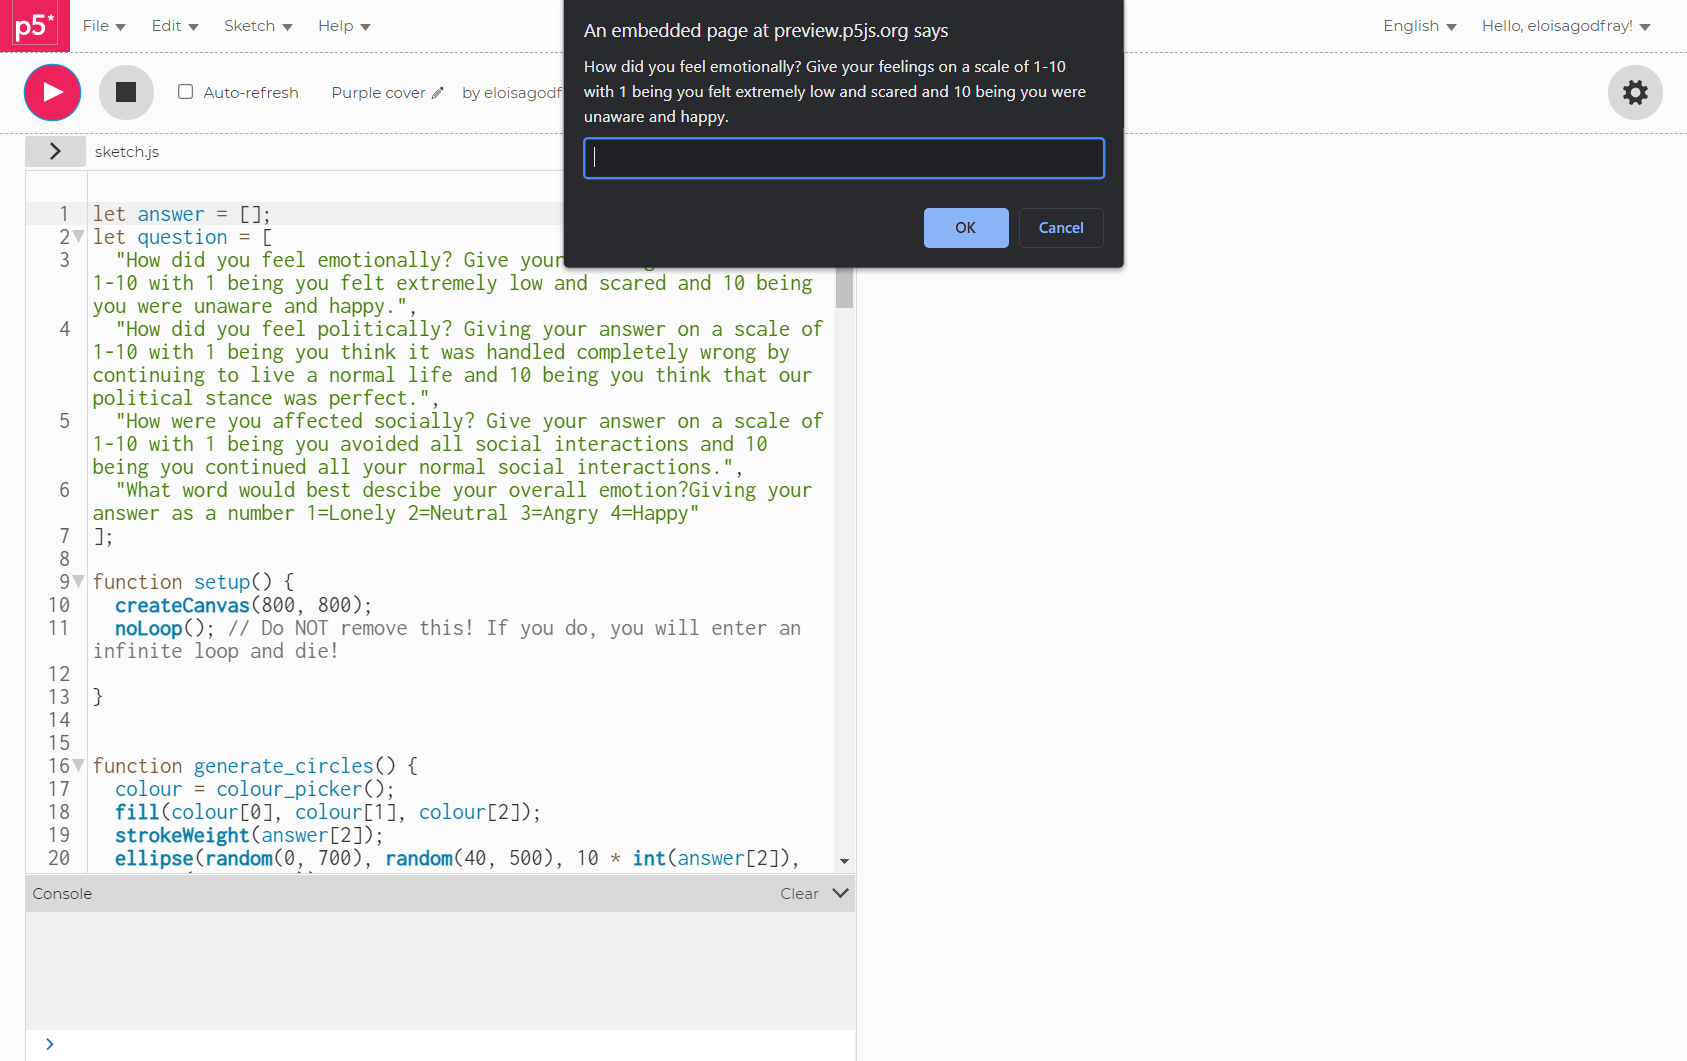 p5*
File
Edit
Sketch
Help
English
Hello, eloisagodfray!
Auto-refresh
Purple cover
by eloisagodf
An embedded page at preview.p5js.org says
How did you feel emotionally? Give your feelings on a scale of 1-10
with 1 being you felt extremely low and scared and 10 being you were
unaware and happy.
OK
Cancel
sketch.js
1 let answer = [];
2 let question = [
3 "How did you feel emotionally? Give your
1-10 with 1 being you felt extremely low and scared and 10 being
you were unaware and happy.",
4 "How did you feel politically? Giving your answer on a scale of
1-10 with 1 being you think it was handled completely wrong by
continuing to live a normal life and 10 being you think that our
political stance was perfect.",
5 "How were you affected socially? Give your answer on a scale of
1-10 with 1 being you avoided all social interactions and 10
being you continued all your normal social interactions.",
6 "What word would best descibe your overall emotion?Giving your
answer as a number 1=Lonely 2=Neutral 3=Angry 4=Happy"
7 ];
8
9 function setup() {
10 createCanvas(800, 800);
11 noLoop(); // Do NOT remove this! If you do, you will enter an
infinite loop and die!
12
13 }
14
15
16 function generate_circles() {
17 colour = colour_picker();
18 fill(colour[0], colour[1], colour[2]);
19 strokeWeight(answer[2]);
20 ellipse(random(0, 700), random(40, 500), 10 * int(answer[2]),
Console
Clear
>